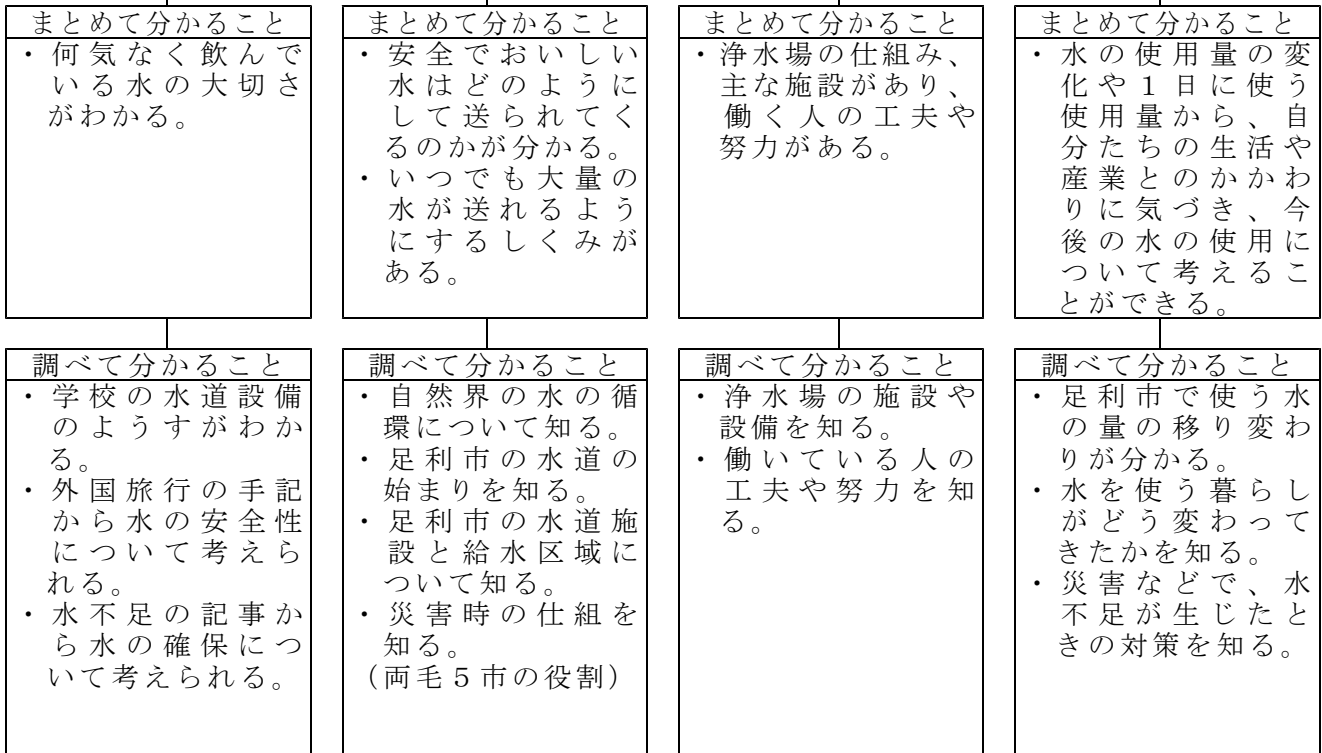 まとめて分かること
・何気なく飲んで
いる水の大切さ
がわかる。
まとめて分かること
・安全でおいしい
水はどのように
して送られてく
るのかが分かる。
・いつでも大量の
水が送れるよう
にするしくみが
ある。
まとめて分かること
・浄水場の仕組み、
主な施設があり、
働く人の工夫や
努力がある。
まとめて分かること
・水の使用量の変
化や1日に使う
使用量から、自
分たちの生活や
産業とのかかわ
りに気づき、今
後の水の使用に
ついて考えるこ
とができる。
調べて分かること
・学校の水道設備
のようすがわか
る。
・外国旅行の手記
から水の安全性
について考えら
れる。
・水不足の記事か
ら水の確保につ
いて考えられる。
調べて分かること
・自然界の水の循
環について知る。
・足利市の水道の
始まりを知る。
・足利市の水道施
設と給水区域に
ついて知る。
・災害時の仕組を
知る。
(両毛5市の役割)
調べて分かること
・浄水場の施設や
設備を知る。
・働いている人の
工夫や努力を知
る。
調べて分かること
・足利市で使う水
の量の移り変わ
りが分かる。
・水を使う暮らし
がどう変わって
きたかを知る。
・災害などで、水
不足が生じたと
きの対策を知る。